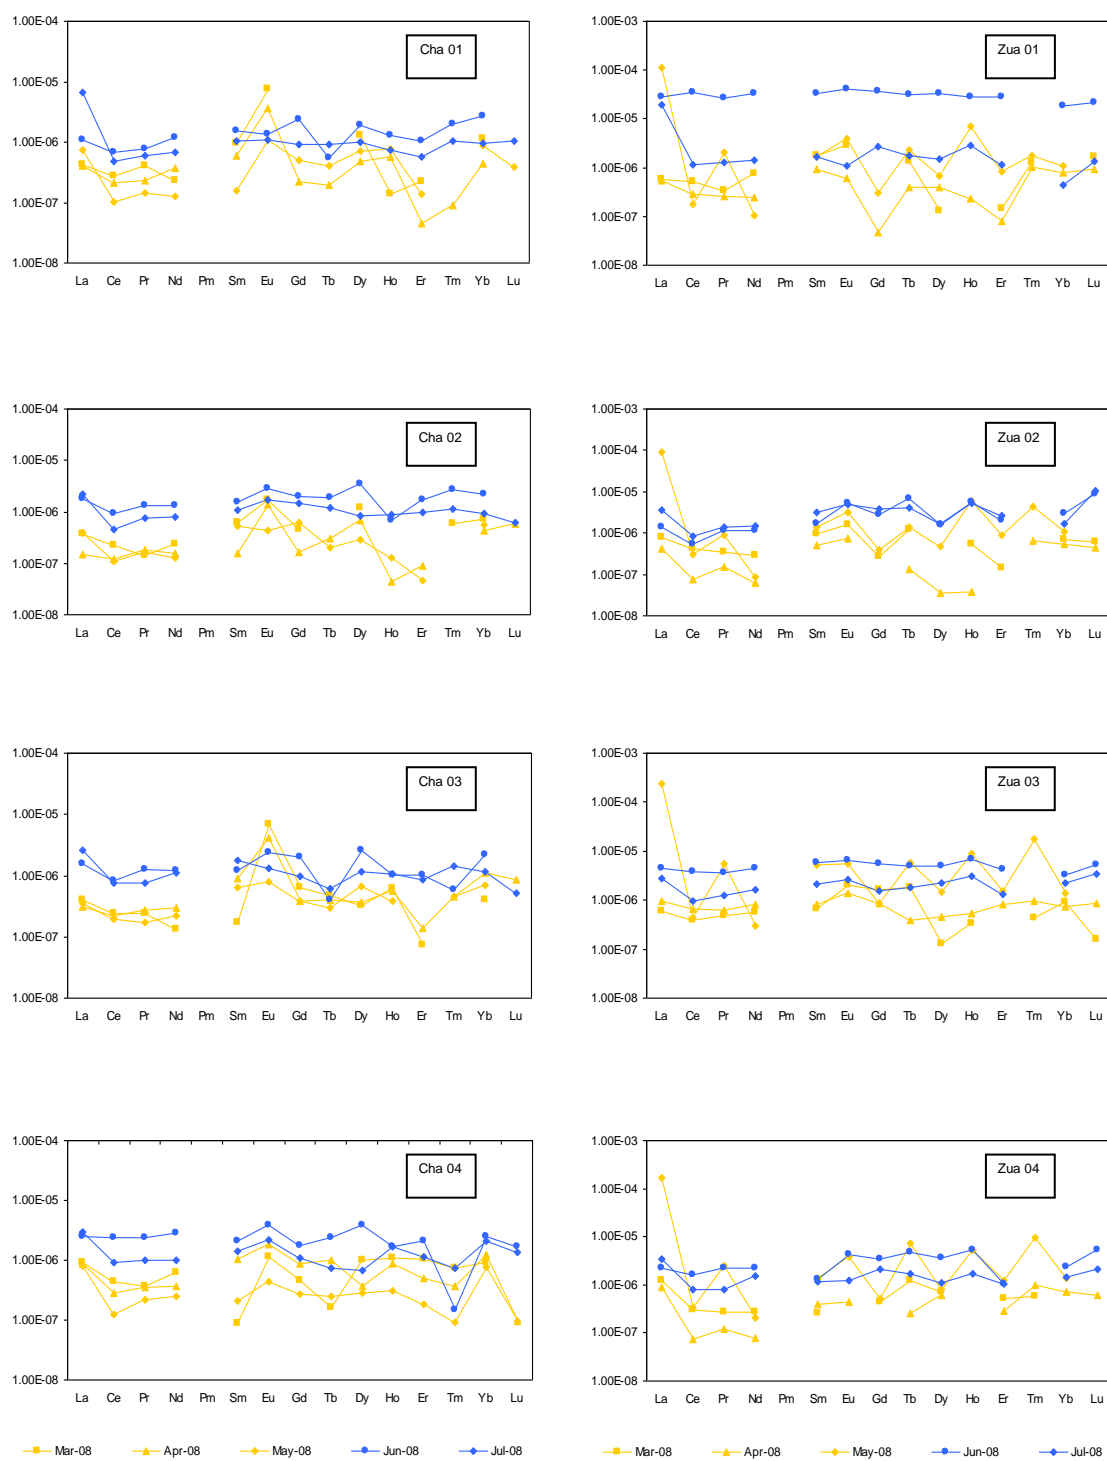 1.00E-04
1.00E-05
1.00E-06
1.00E-07
1.00E-08
Cha 01
La Ce Pr Nd Pm Sm Eu Gd Tb Dy Ho Er Tm Yb Lu
1.00E-03
1.00E-04
1.00E-05
1.00E-06
1.00E-07
1.00E-08
Zua 01
La Ce Pr Nd Pm Sm Eu Gd Tb Dy Ho Er Tm Yb Lu
1.00E-04
1.00E-05
1.00E-06
1.00E-07
1.00E-08
Cha 02
La Ce Pr Nd Pm Sm Eu Gd Tb Dy Ho Er Tm Yb Lu
1.00E-03
1.00E-04
1.00E-05
1.00E-06
1.00E-07
1.00E-08
Zua 02
La Ce Pr Nd Pm Sm Eu Gd Tb Dy Ho Er Tm Yb Lu
1.00E-04
1.00E-05
1.00E-06
1.00E-07
1.00E-08
Cha 03
La Ce Pr Nd Pm Sm Eu Gd Tb Dy Ho Er Tm Yb Lu
1.00E-03
1.00E-04
1.00E-05
1.00E-06
1.00E-07
1.00E-08
Zua 03
La Ce Pr Nd Pm Sm Eu Gd Tb Dy Ho Er Tm Yb Lu
1.00E-04
1.00E-05
1.00E-06
1.00E-07
1.00E-08
Cha 04
La Ce Pr Nd Pm Sm Eu Gd Tb Dy Ho Er Tm Yb Lu
1.00E-03
1.00E-04
1.00E-05
1.00E-06
1.00E-07
1.00E-08
Zua 04
La Ce Pr Nd Pm Sm Eu Gd Tb Dy Ho Er Tm Yb Lu
Mar-08 Apr-08 May-08 Jun-08 Jul-08
Mar-08 Apr-08 May-08 Jun-08 Jul-08